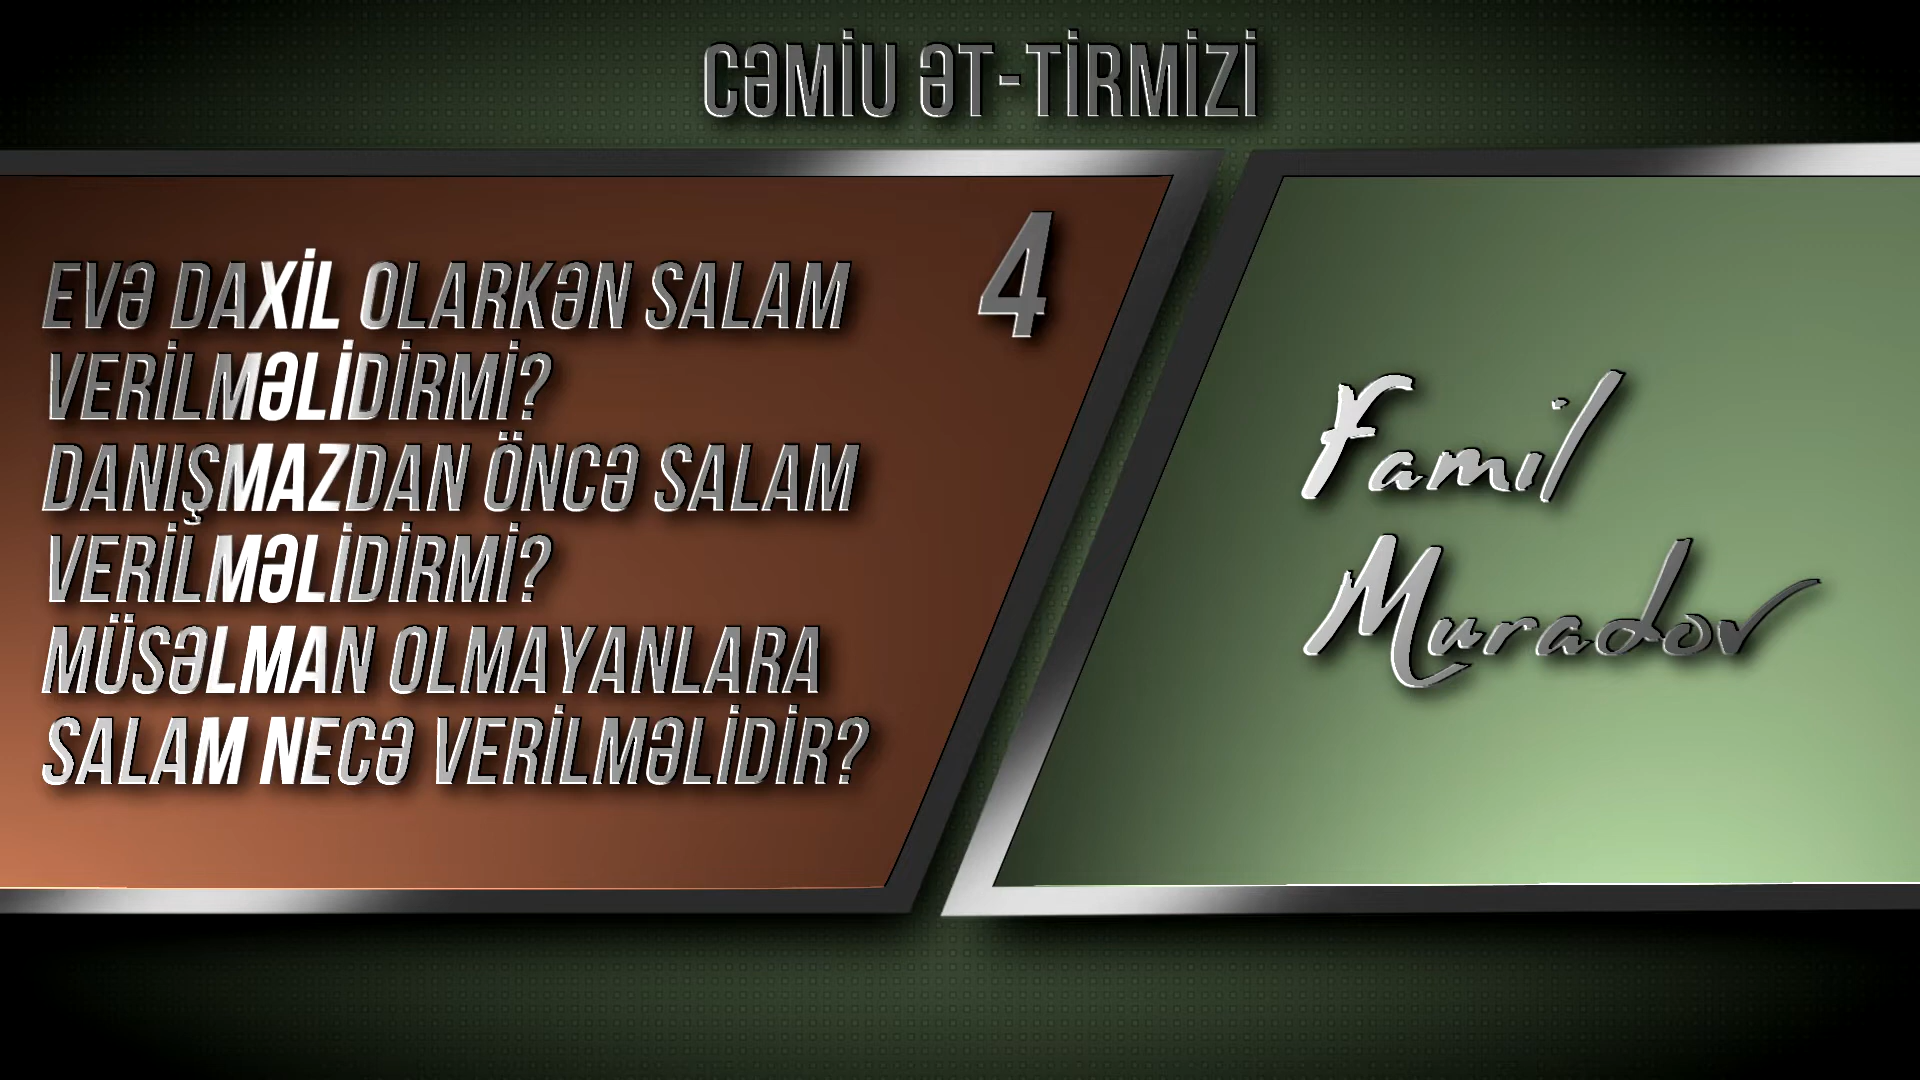 CƏMİU ƏT-TİRMİZİ
4
EVƏ DAXİL OLARKƏN SALAM
VERİLMƏLİDİRMİ?
DANIŞMAZDAN ÖNCƏ SALAM
VERİLMƏLİDİRMİ?
MÜSƏLMAN OLMAYANLARA
SALAM NECƏ VERİLMƏLİDİR?
Famil
Muradov